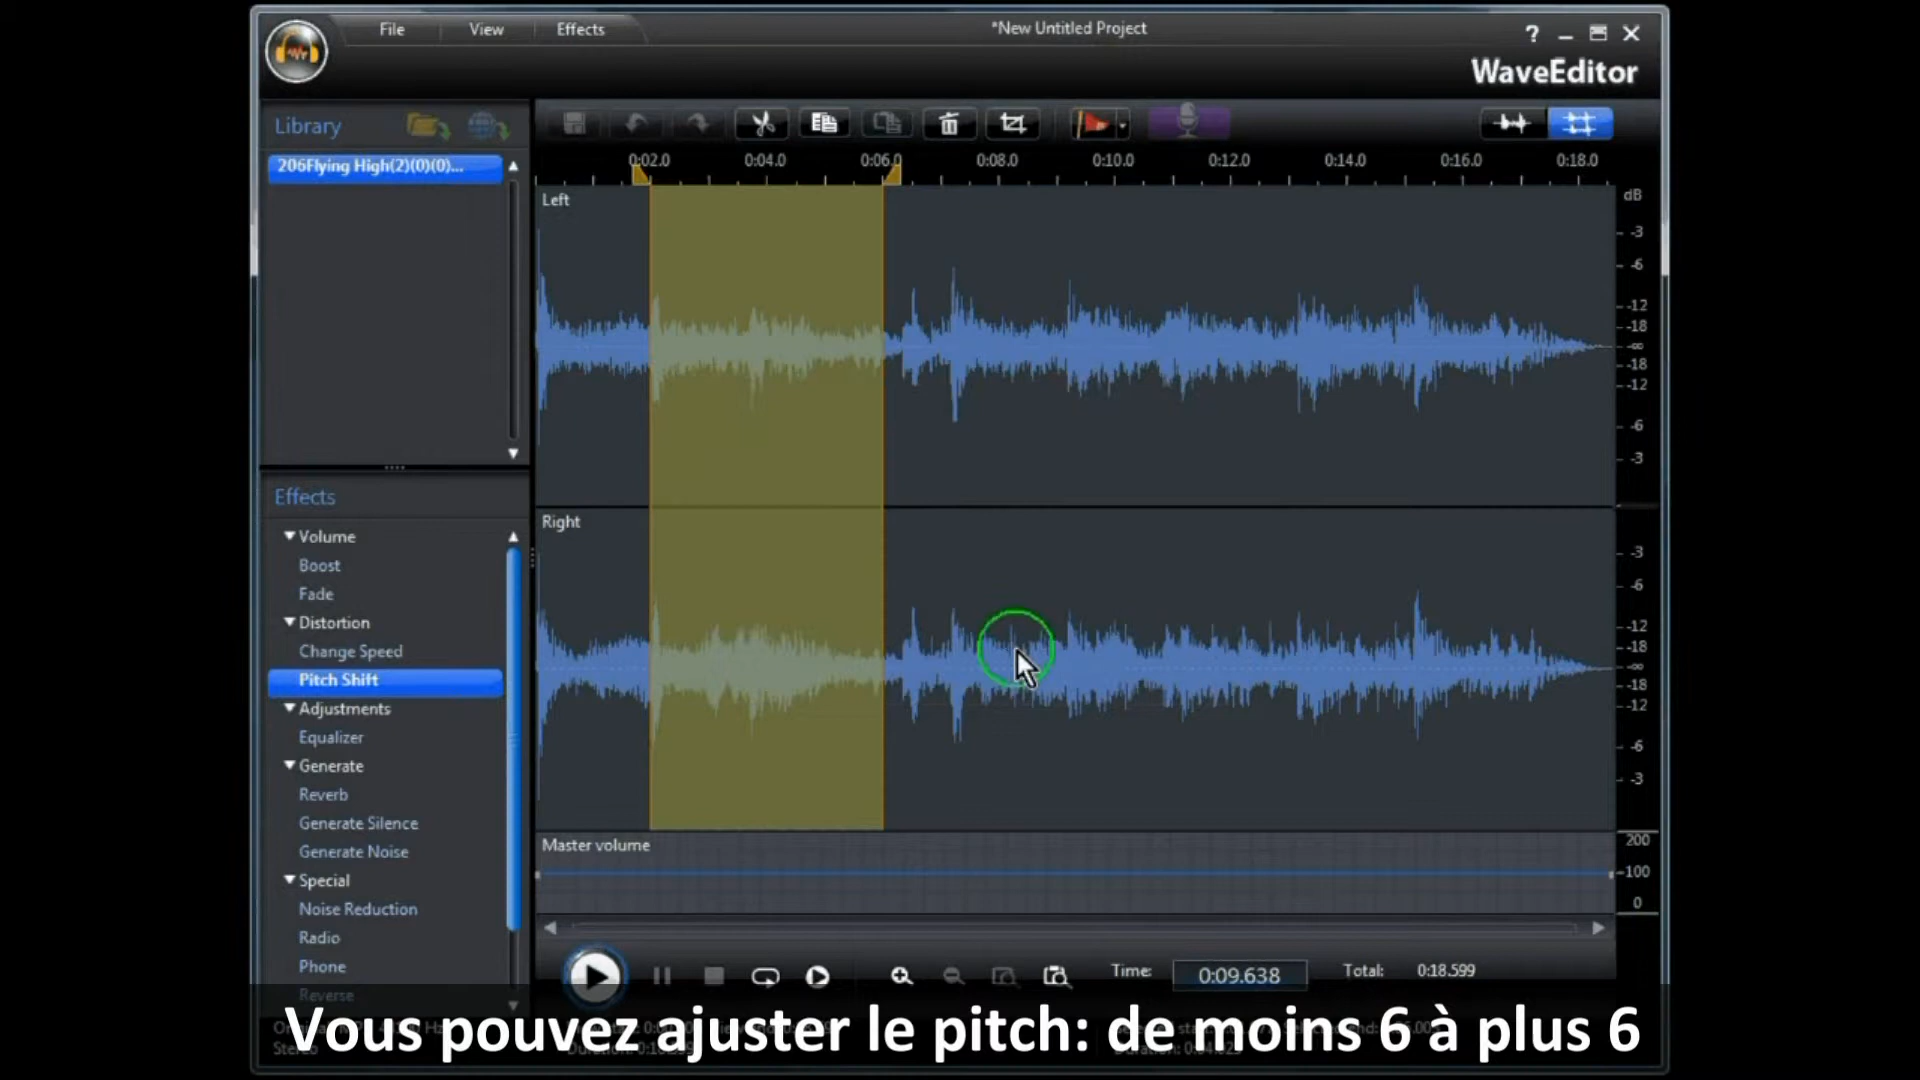 File View Effects *New Untitled Project ?
WaveEditor
Library
206Flying High(2)(0)(0)...
0:02.0 0:04.0 0:06.0 0:08.0 0:10.0 0:12.0 0:14.0 0:16.0 0:18.0
Left dB
-3
-6
-12
-18
-∞
-18
-12
-6
-3
Effects
Volume
Boost
Fade
Distortion
Change Speed
Pitch Shift
Adjustments
Equalizer
Generate
Reverb
Generate Silence
Generate Noise
Special
Noise Reduction
Radio
Phone
Reverse
Right
-3
-6
-12
-18
-∞
-18
-12
-6
-3
Master volume
200
100
0
Time: 0:09.638 Total: 0:18.599
Vous pouvez ajuster le pitch: de moins 6 à plus 6
Stereo